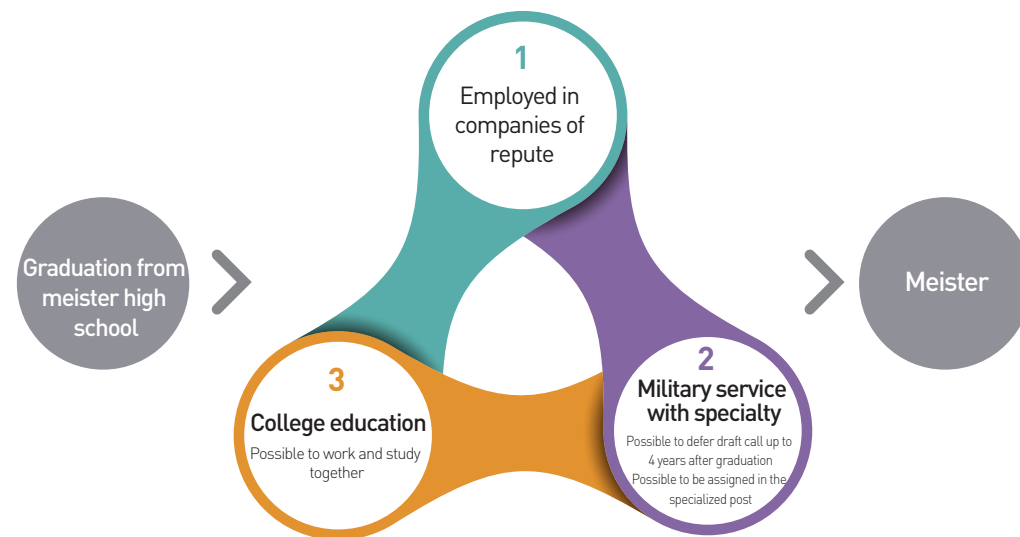 Graduation from
meister high
school
1
Employed in
companies of
repute
2
Military service
with specialty
Possible to defer draft call up to
4 years after graduation
Possible to be assigned in the
specialized post
3
College education
Possible to work and study
together
Meister